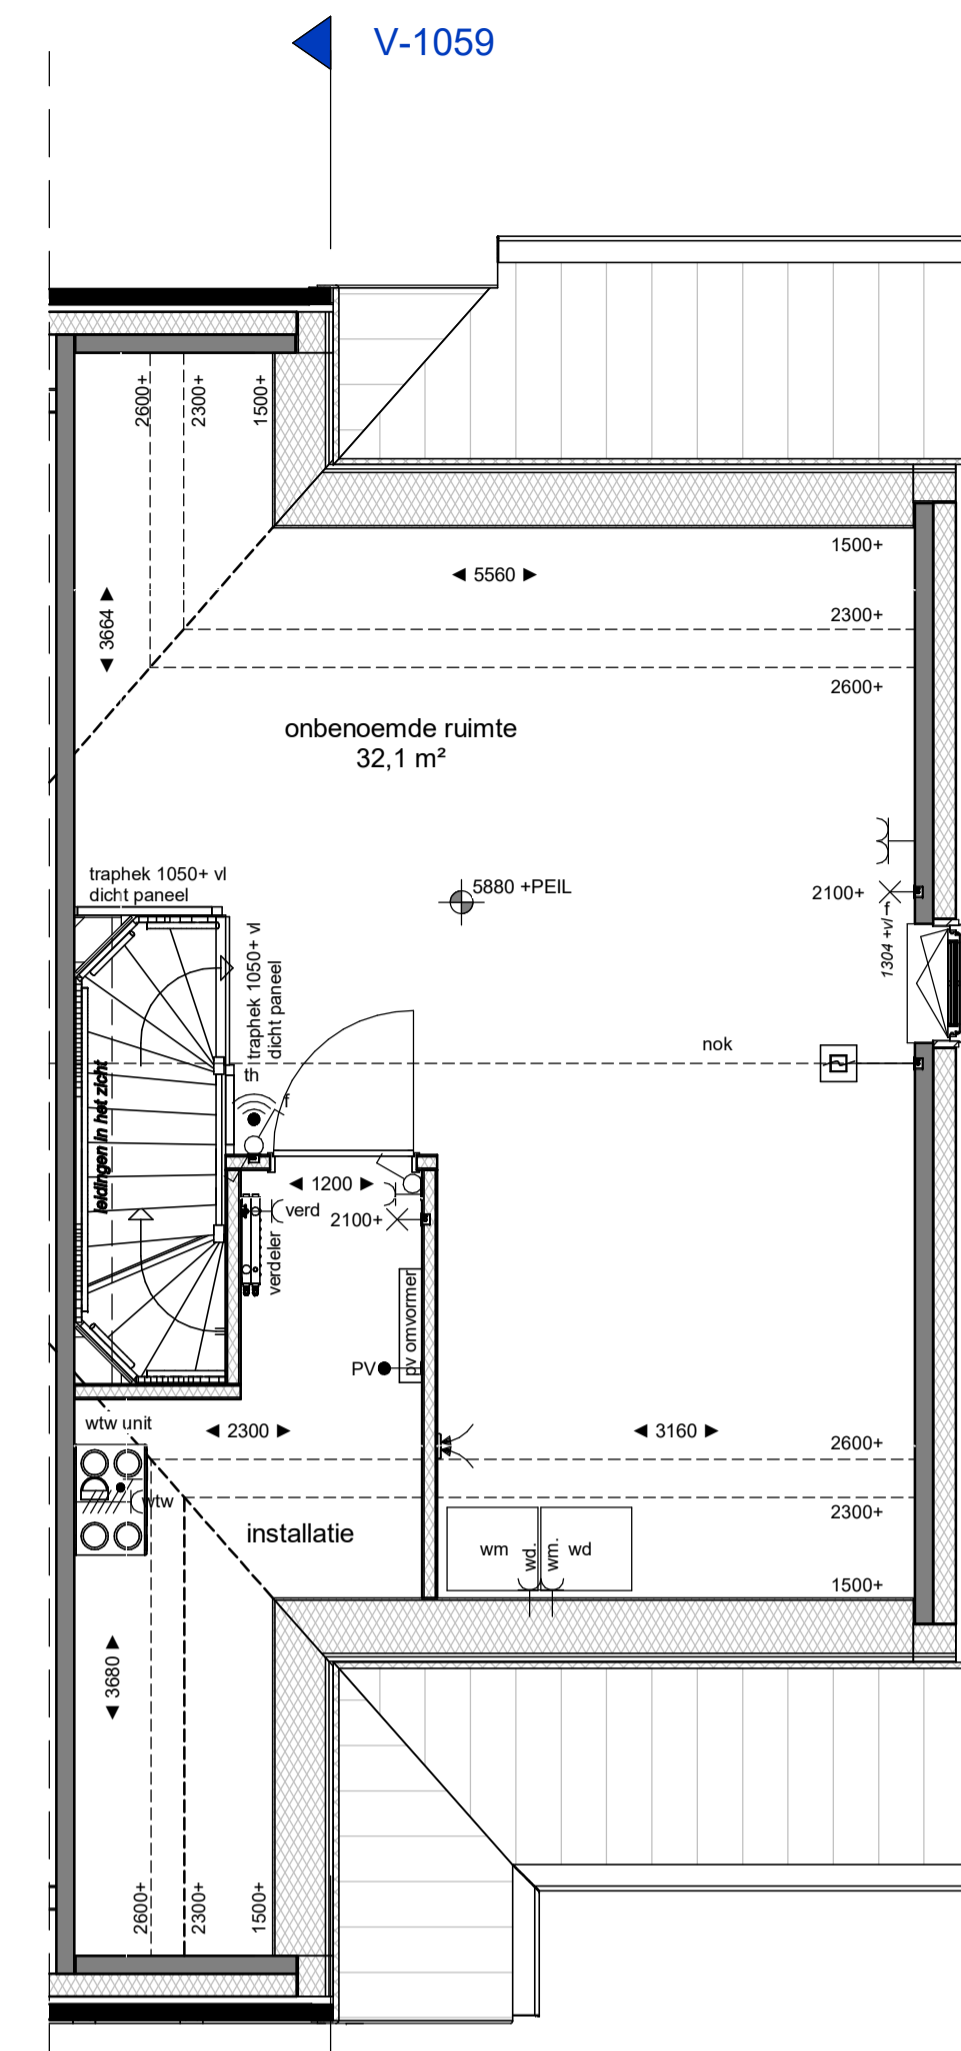 V-1059
2600+
2300+
1500+
1500+
5560
2300+
3664
2600+
onbenoemde ruimte
32,1 m²
traphek 1050+ vl
dicht paneel
5880 +PEIL
2100+
1304 +vl
f
traphek 1050+ vl
dicht paneel
nok
th
f
leidingen in het zicht
1200
verd
2100+
verdeler
pv omvormer
PV
wtw unit
2300
3160
2600+
wtw
2300+
installatie
wm
wd.
wm.
wd
1500+
3680
2600+
2300+
1500+